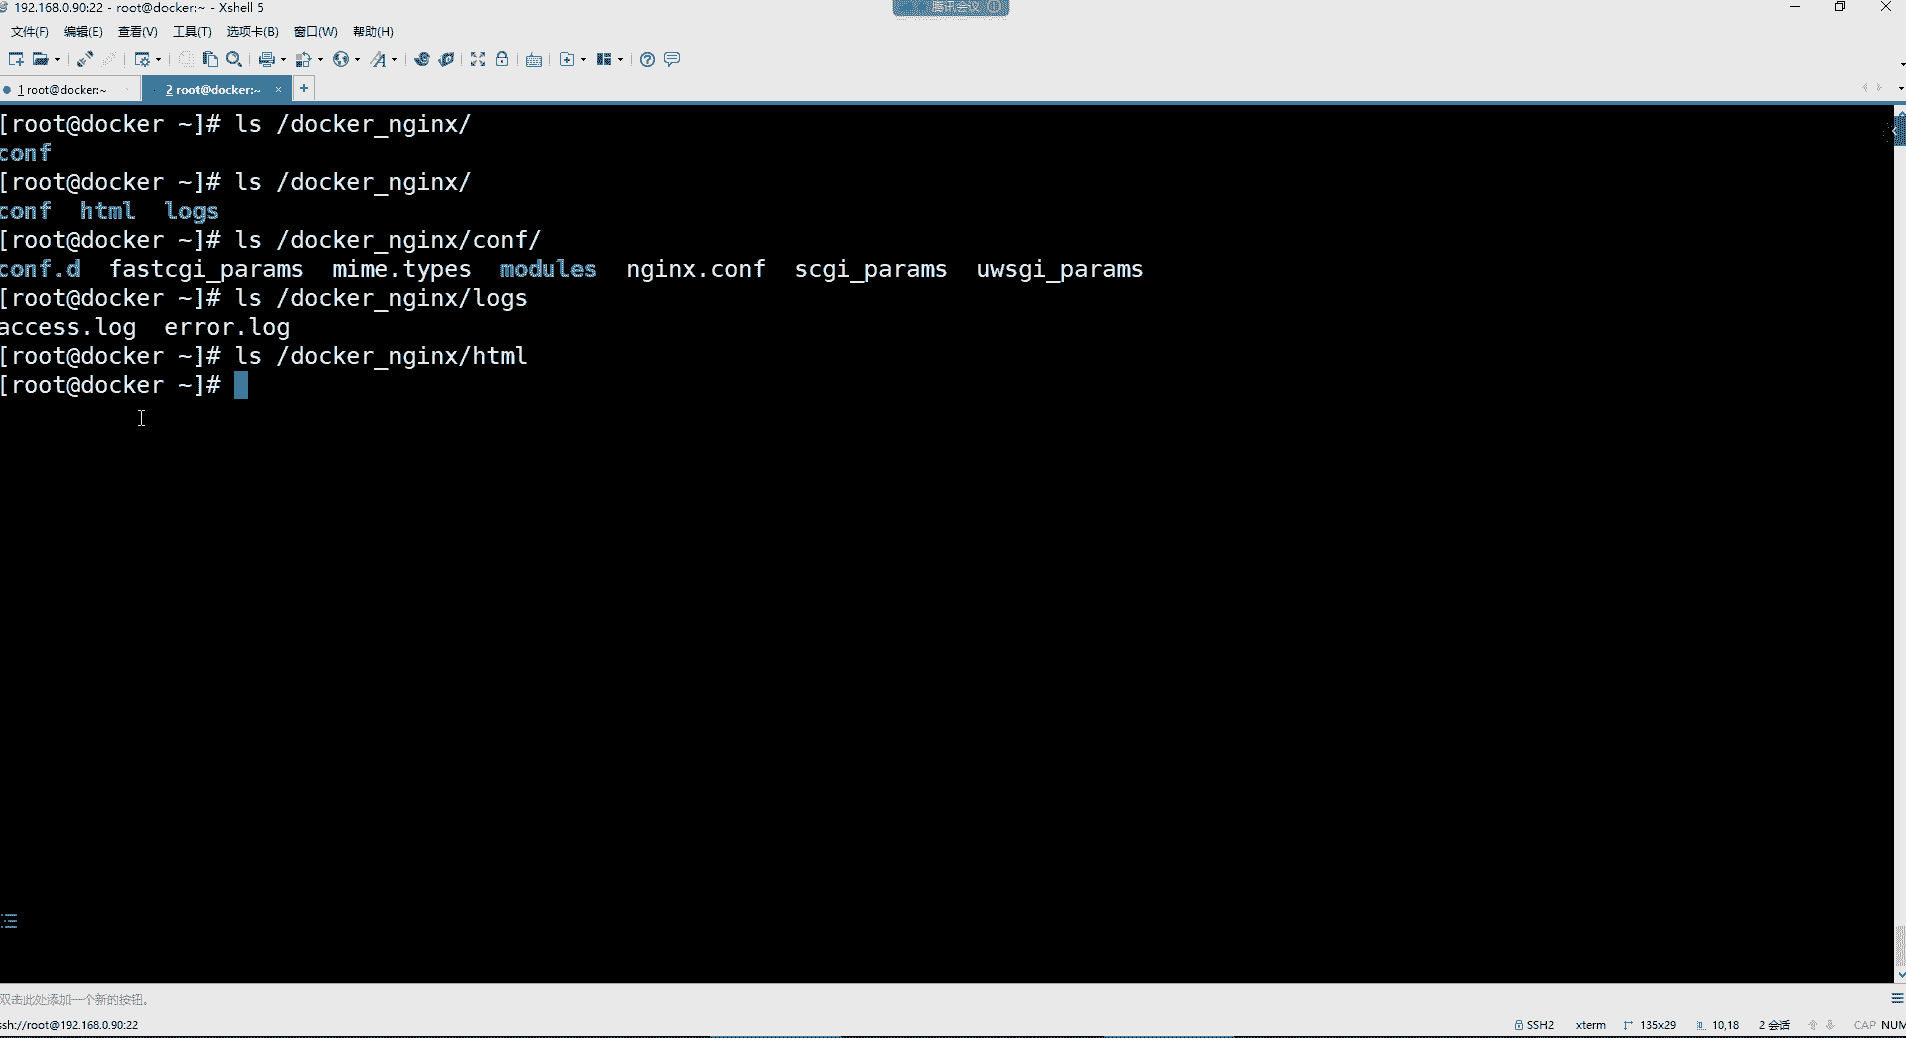 192.168.0.90:22 - root@docker:~ - Xshell 5
腾讯会议
文件(F) 编辑(E) 查看(V) 工具(T) 选项卡(B) 窗口(W) 帮助(H)
1 root@docker:~ 2 root@docker:~ × +
[root@docker ~]# ls /docker_nginx/
conf
[root@docker ~]# ls /docker_nginx/
conf html logs
[root@docker ~]# ls /docker_nginx/conf/
conf.d fastcgi_params mime.types modules nginx.conf scgi_params uwsgi_params
[root@docker ~]# ls /docker_nginx/logs
access.log error.log
[root@docker ~]# ls /docker_nginx/html
[root@docker ~]#
双击此处添加一个新的按钮。
ssh://root@192.168.0.90:22 SSH2 xterm 135x29 10,18 2 会话 CAP NUM